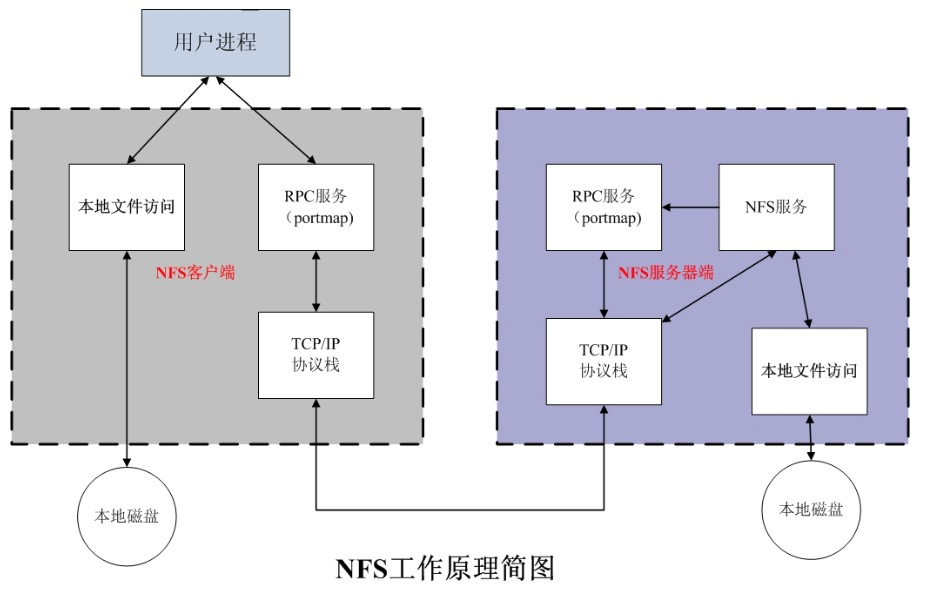 用户进程
本地文件访问
RPC服务
（portmap)
NFS客户端
TCP/IP
协议栈
本地磁盘
RPC服务
（portmap)
NFS服务
NFS服务器端
TCP/IP
协议栈
本地文件访问
本地磁盘
NFS工作原理简图